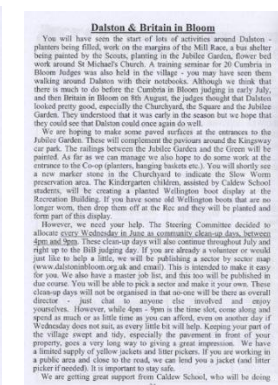 Dalston & Britain in Bloom
You will have seen the start of lots of activities around Dalston -
planters being filled, work on the margins of the Mill Race, a bus shelter
being painted by the Scouts, planting in the Jubilee Garden, flower bed
work around St Michael's Church. A training seminar for 20 Cumbria in
Bloom Judges was also held in the village - you may have seen them
walking around Dalston with their notebooks. Although we think that
there is much to do before the Cumbria in Bloom judging in early July,
and then Britain in Bloom on 8th August, the judges thought that Dalston
looked pretty good, especially the Churchyard, the Square and the Jubilee
Garden. They understood that it was early in the season but we hope that
they could see that Dalston could once again do well.
We are hoping to make some paved surfaces at the entrances to the
Jubilee Garden. These will complement the paviours around the Kingsway
car park. The railings between the Jubilee Garden and the Green will be
painted. As far as we can manage we also hope to do some work at the
entrance to the Co-op (planters, hanging baskets etc.). You will shortly see
a new marker stone in the Churchyard to indicate the Slow Worm
preservation area. The Kindergarten children, assisted by Caldew School
students, will be creating a planted Wellington boot display at the
Recreation Building. If you have some old Wellington boots that are no
longer worn, then drop them off at the Rec and they will be planted and
form part of this display.
However, we need your help. The Steering Committee decided to
allocate every Wednesday in June as community clean-up days, between
4pm and 9pm. These clean-up days will also continue throughout July and
right up to the BiB judging day. If you are already a volunteer or would
just like to help a little, we will be publishing a sector by sector map
(www.dalstoninbloom.org.uk and email). This is intended to make it easy
for you. We also have a master job list, and this too will be published in
due course. You will be able to pick a sector and make it your own. These
clean-up days will not be organised in that no-one will be there as overall
director - just chat to anyone else involved and enjoy
yourselves. However, while 4pm - 9pm is the time slot, come along and
spend as much or as little time as you can afford, even on another day if
Wednesday does not suit, as every little bit will help. Keeping your part of
the village swept and tidy, especially the pavement in front of your
property, goes a very long way to giving a great impression. We have
a limited supply of yellow jackets and litter pickers. If you are working in
a public area and close to the road, we can lend you a jacket (and litter
picker if needed). It is important to stay safe.
We are getting great support from Caldew School, who will be doing